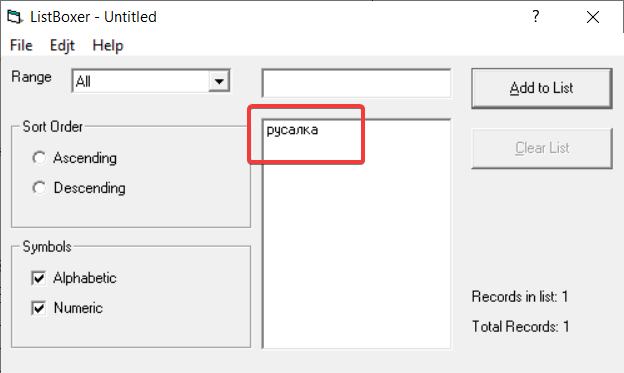 ListBoxer - Untitled
?
File Edjt Help
Range All
Add to List
русалка
Sort Order
Ascending
Descending
Clear List
Symbols
Alphabetic
Numeric
Records in list: 1
Total Records: 1